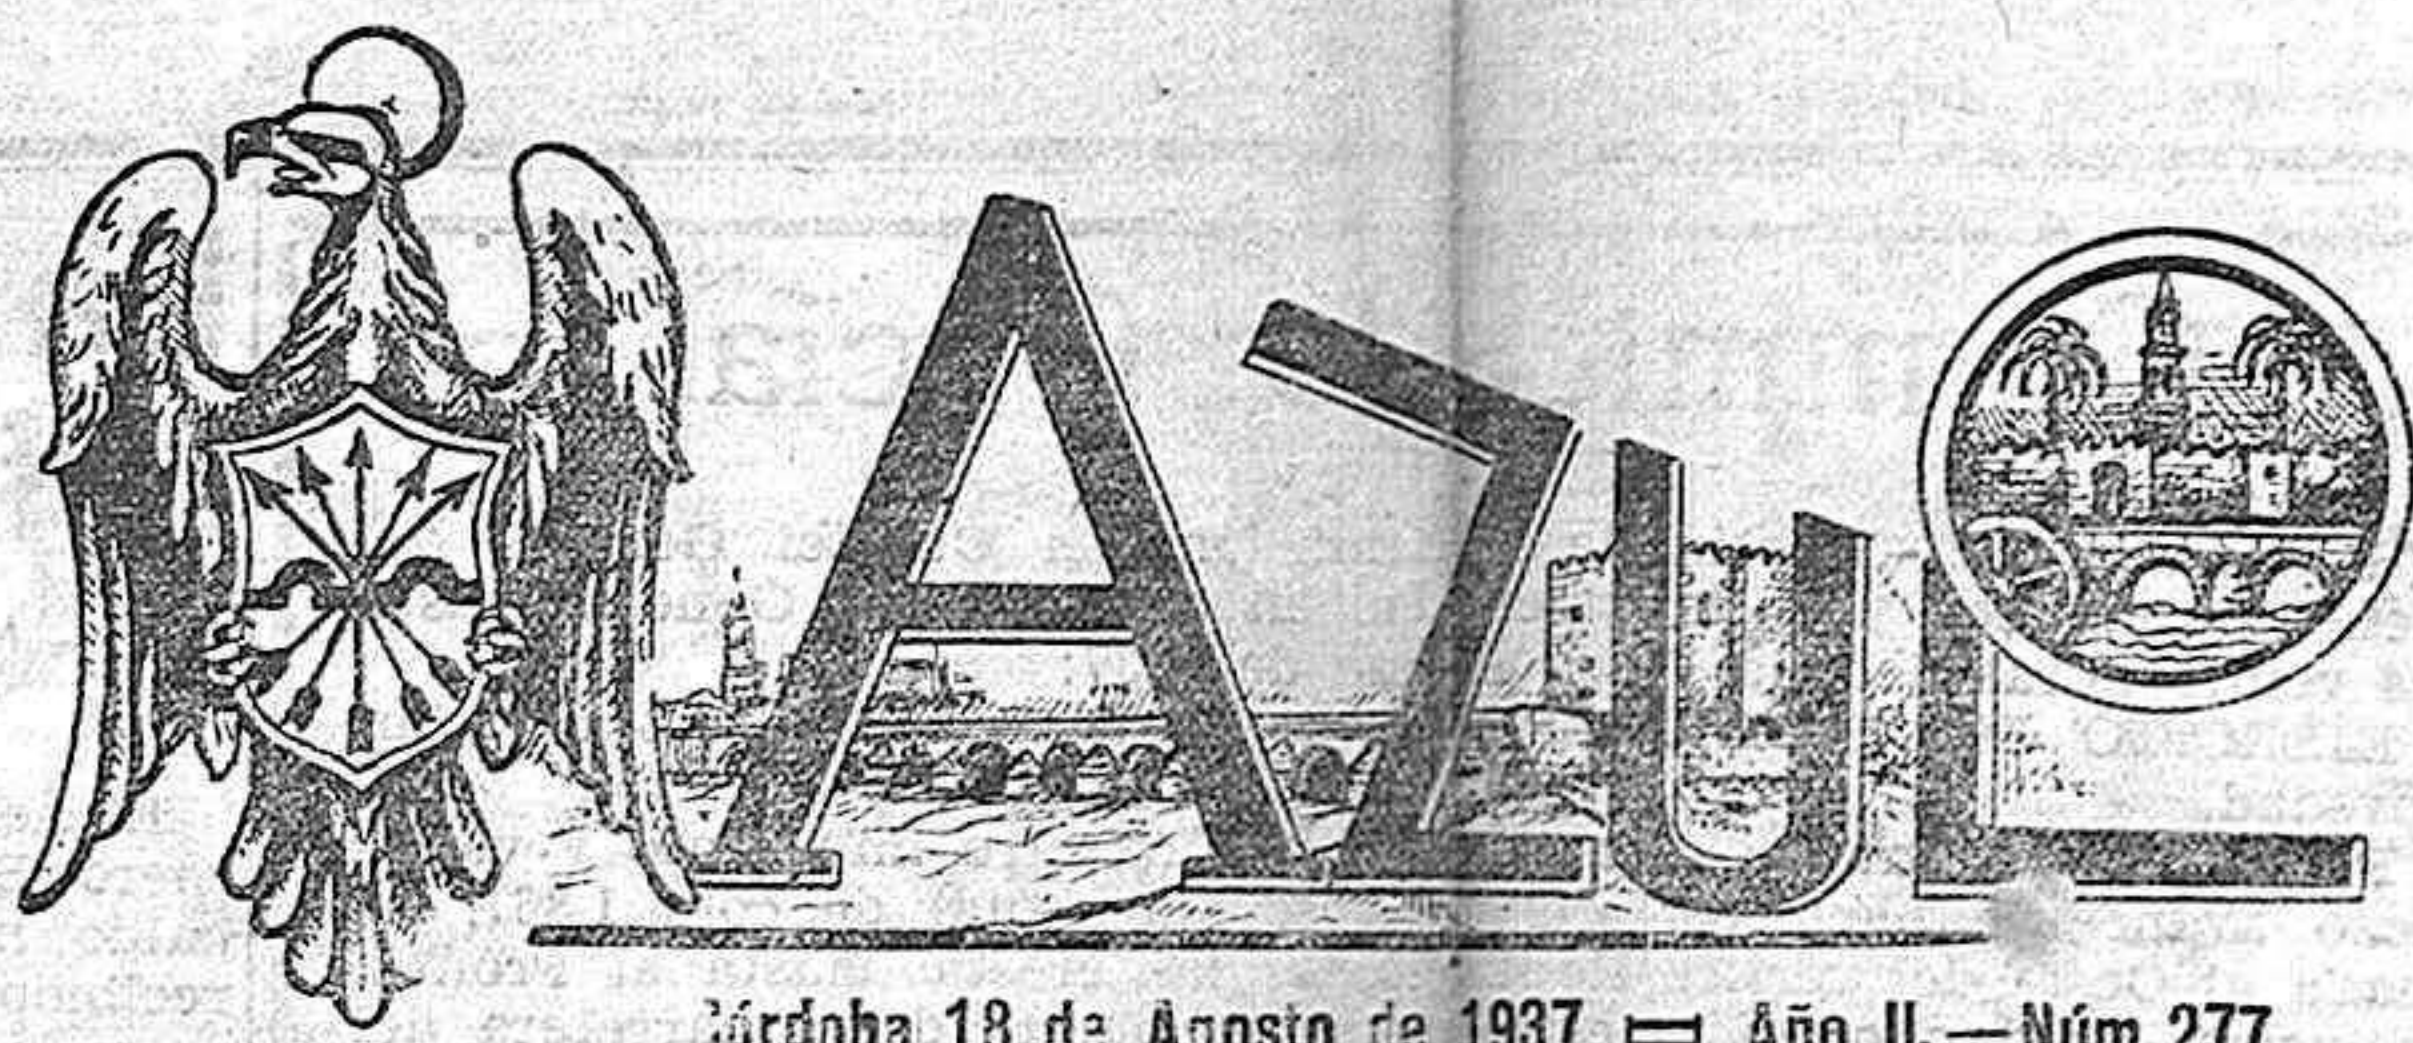 AZUL
Córdoba 18 de Agosto de 1937 — Año II.—Núm. 277